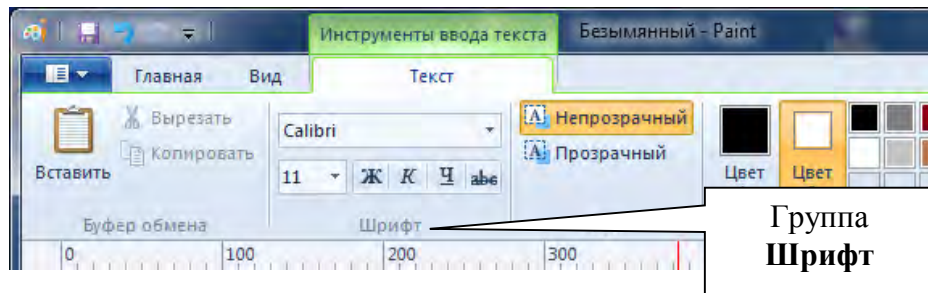 Инструменты ввода текста Безымянный - Paint
Главная Вид Текст
Вставить
Вырезать
Копировать
Буфер обмена
Calibri
11 Ж К Ч abc
Шрифт
Непрозрачный
Прозрачный
Цвет Цвет
0 100 200 300
Группа
Шрифт